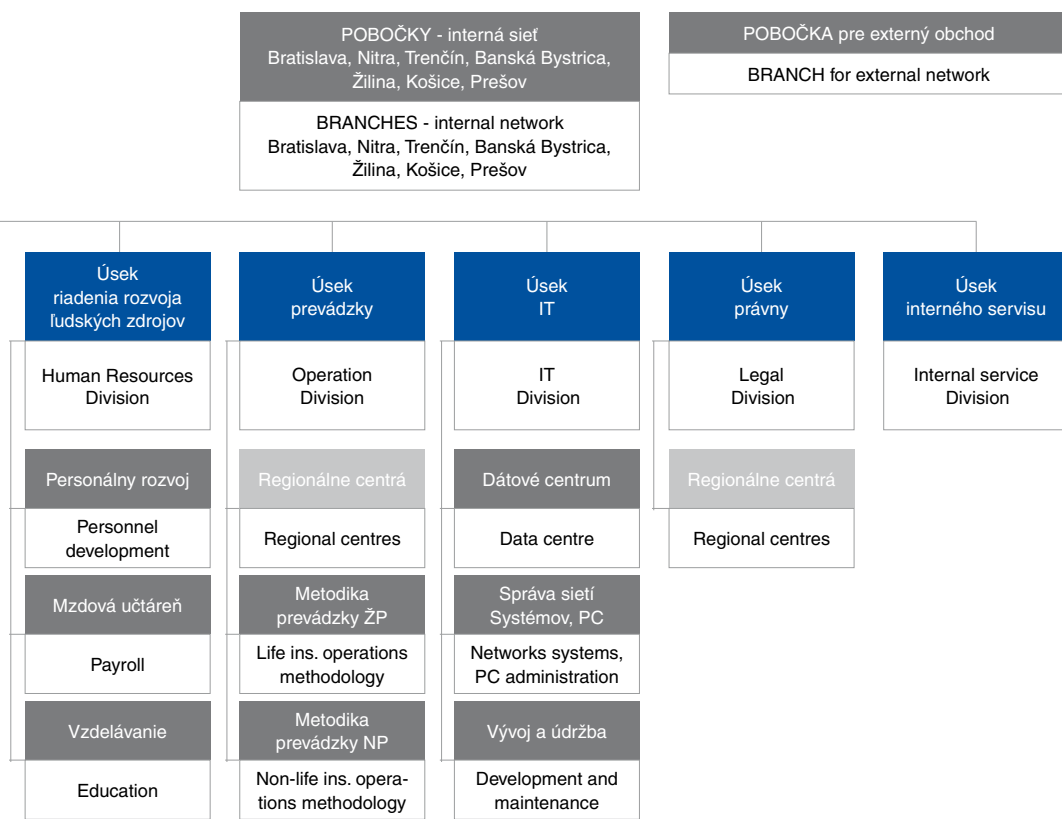 POBOČKY - interná sieť
Bratislava, Nitra, Trenčín, Banská Bystrica,
Žilina, Košice, Prešov
BRANCHES - internal network
Bratislava, Nitra, Trenčín, Banská Bystrica,
Žilina, Košice, Prešov
POBOČKA pre externý obchod
BRANCH for external network
Úsek
riadenia rozvoja
ľudských zdrojov
Human Resources
Division
Personálny rozvoj
Personnel
development
Mzdová učtáreň
Payroll
Vzdelávanie
Education
Úsek
prevádzky
Operation
Division
Regionálne centrá
Regional centres
Metodika
prevádzky ŽP
Life ins. operations
methodology
Metodika
prevádzky NP
Non-life ins. opera-
tions methodology
Úsek
IT
IT
Division
Dátové centrum
Data centre
Správa sietí
Systémov, PC
Networks systems,
PC administration
Vývoj a údržba
Development and
maintenance
Úsek
právny
Legal
Division
Regionálne centrá
Regional centres
Úsek
interného servisu
Internal service
Division